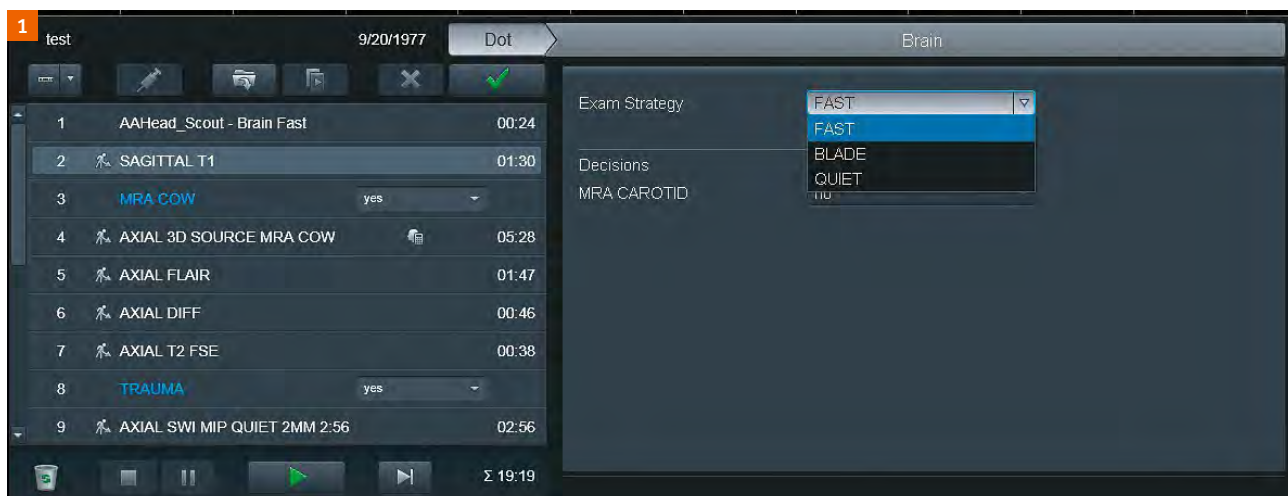 1
test 9/20/1977 Dot Brain
Exam Strategy FAST
1 AAHead_Scout - Brain Fast 00:24
FAST
2 SAGITTAL T1 01:30
BLADE
Decisions
QUIET
3 MRA COW yes
MRA CAROTID no
4 AXIAL 3D SOURCE MRA COW 05:28
5 AXIAL FLAIR 01:47
6 AXIAL DIFF 00:46
7 AXIAL T2 FSE 00:38
8 TRAUMA yes
9 AXIAL SWI MIP QUIET 2MM 2:56 02:56
Σ 19:19